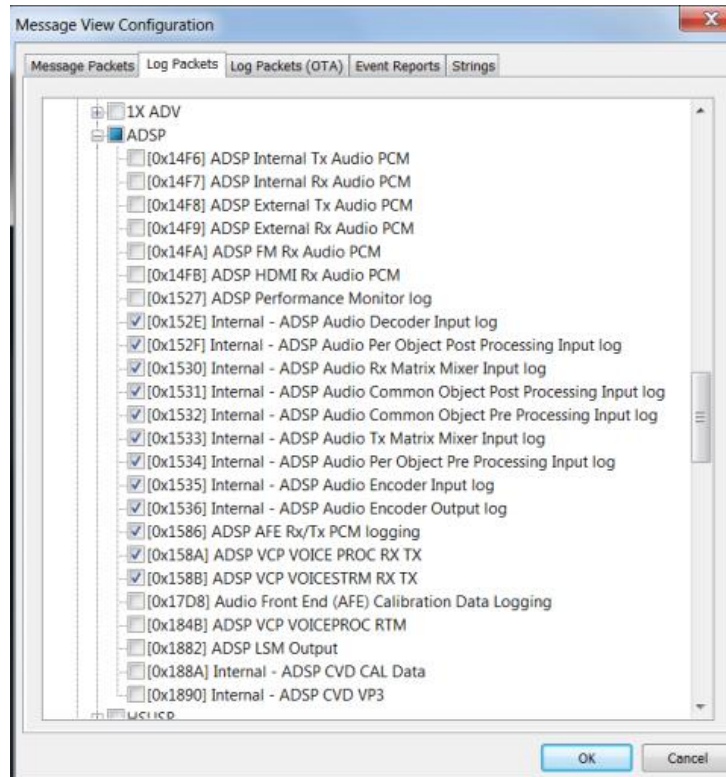 Message View Configuration
Message Packets Log Packets Log Packets (OTA) Event Reports Strings
1X ADV
ADSP
[0x14F6] ADSP Internal Tx Audio PCM
[0x14F7] ADSP Internal Rx Audio PCM
[0x14F8] ADSP External Tx Audio PCM
[0x14F9] ADSP External Rx Audio PCM
[0x14FA] ADSP FM Rx Audio PCM
[0x14FB] ADSP HDMI Rx Audio PCM
[0x1527] ADSP Performance Monitor log
[0x152E] Internal - ADSP Audio Decoder Input log
[0x152F] Internal - ADSP Audio Per Object Post Processing Input log
[0x1530] Internal - ADSP Audio Rx Matrix Mixer Input log
[0x1531] Internal - ADSP Audio Common Object Post Processing Input log
[0x1532] Internal - ADSP Audio Common Object Pre Processing Input log
[0x1533] Internal - ADSP Audio Tx Matrix Mixer Input log
[0x1534] Internal - ADSP Audio Per Object Pre Processing Input log
[0x1535] Internal - ADSP Audio Encoder Input log
[0x1536] Internal - ADSP Audio Encoder Output log
[0x1586] ADSP AFE Rx/Tx PCM logging
[0x158A] ADSP VCP VOICE PROC RX TX
[0x158B] ADSP VCP VOICESTRM RX TX
[0x17D8] Audio Front End (AFE) Calibration Data Logging
[0x184B] ADSP VCP VOICEPROC RTM
[0x1882] ADSP LSM Output
[0x188A] Internal - ADSP CVD CAL Data
[0x1890] Internal - ADSP CVD VP3
OK Cancel